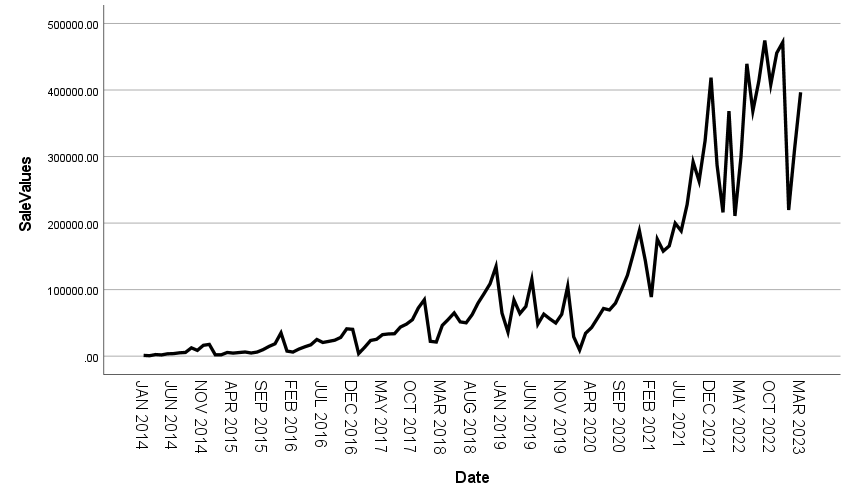 500000.00
400000.00
300000.00
200000.00
100000.00
.00
SaleValues
JAN 2014
JUN 2014
NOV 2014
APR 2015
SEP 2015
FEB 2016
JUL 2016
DEC 2016
MAY 2017
OCT 2017
MAR 2018
AUG 2018
JAN 2019
JUN 2019
NOV 2019
APR 2020
SEP 2020
FEB 2021
JUL 2021
DEC 2021
MAY 2022
OCT 2022
MAR 2023
Date